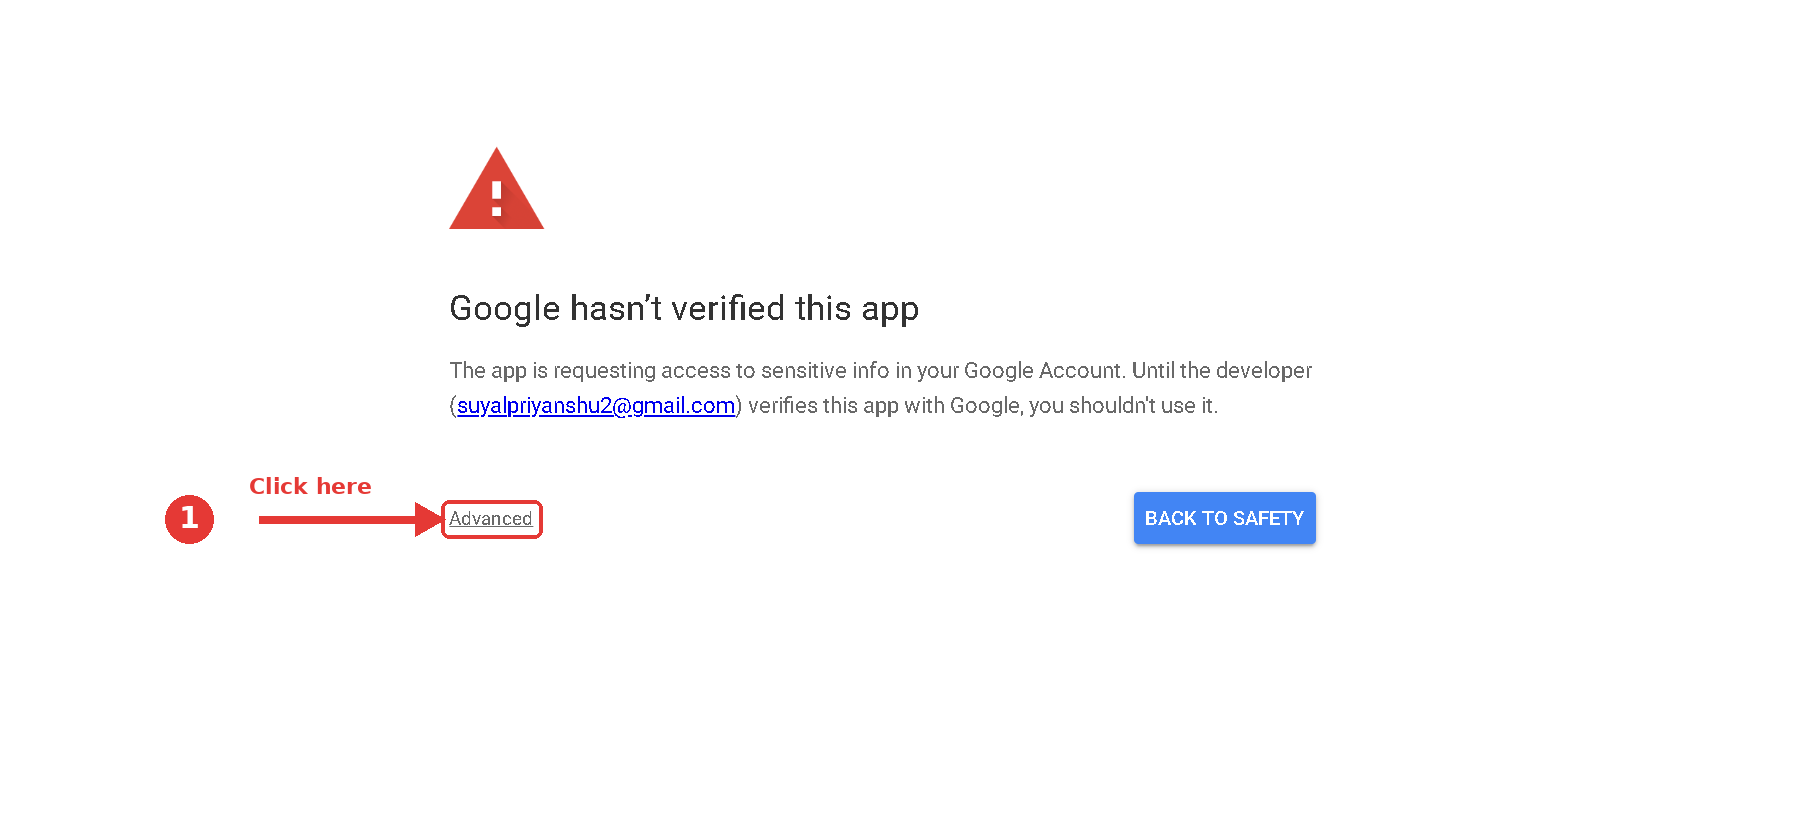 !
Google hasn't verified this app
The app is requesting access to sensitive info in your Google Account. Until the developer
(suyalpriyanshu2@gmail.com) verifies this app with Google, you shouldn't use it.
Click here
1
Advanced
BACK TO SAFETY